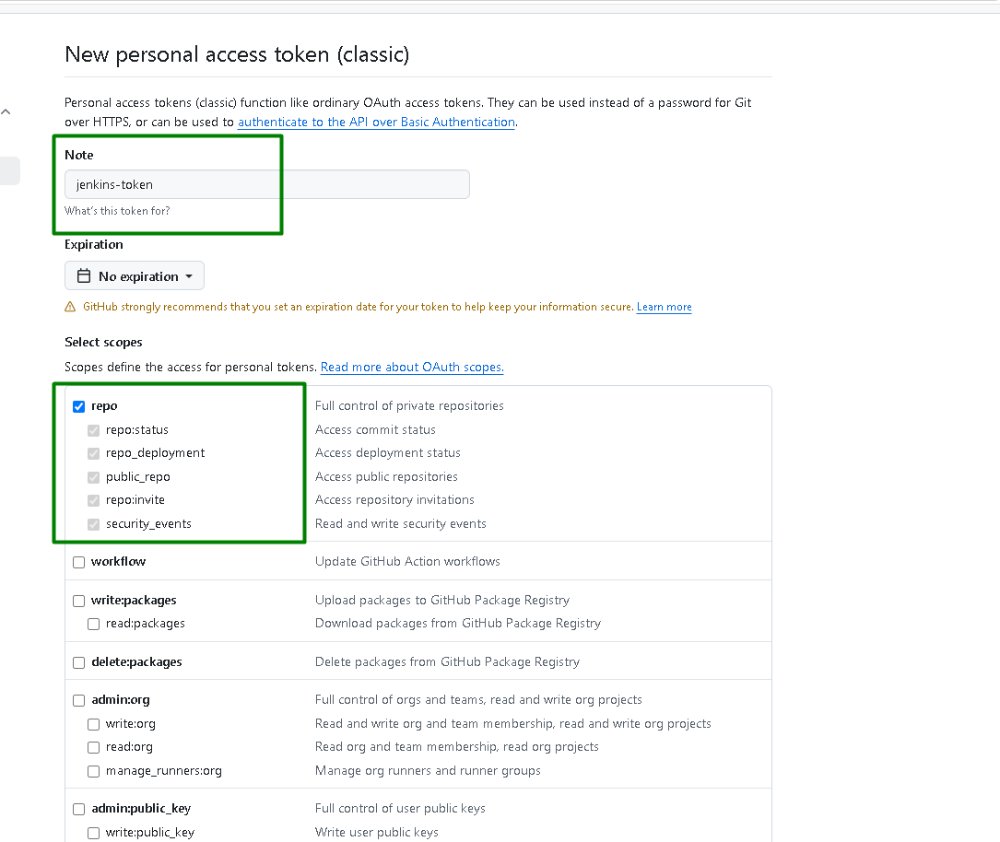 New personal access token (classic)
Personal access tokens (classic) function like ordinary OAuth access tokens. They can be used instead of a password for Git
over HTTPS, or can be used to authenticate to the API over Basic Authentication.
Note
jenkins-token
What's this token for?
Expiration
No expiration
GitHub strongly recommends that you set an expiration date for your token to help keep your information secure. Learn more
Select scopes
Scopes define the access for personal tokens. Read more about OAuth scopes.
repo Full control of private repositories
repo:status Access commit status
repo_deployment Access deployment status
public_repo Access public repositories
repo:invite Access repository invitations
security_events Read and write security events
workflow Update GitHub Action workflows
write:packages Upload packages to GitHub Package Registry
read:packages Download packages from GitHub Package Registry
delete:packages Delete packages from GitHub Package Registry
admin:org Full control of orgs and teams, read and write org projects
write:org Read and write org and team membership, read and write org projects
read:org Read org and team membership, read org projects
manage_runners:org Manage org runners and runner groups
admin:public_key Full control of user public keys
write:public_key Write user public keys